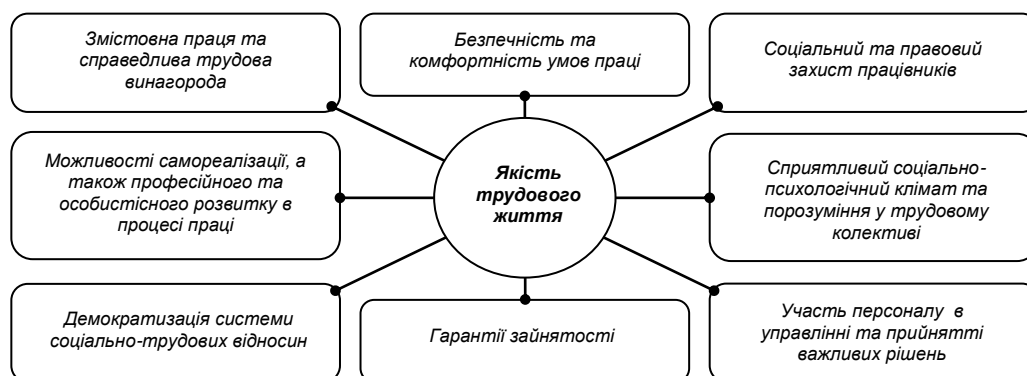 Змістовна праця та
справедлива трудова
винагорода
Безпечність та
комфортність умов праці
Соціальний та правовий
захист працівників
Можливості самореалізації, а
також професійного та
особистісного розвитку в
процесі праці
Якість
трудового
життя
Сприятливий соціально-
психологічний клімат та
порозуміння у трудовому
колективі
Демократизація системи
соціально-трудових відносин
Гарантії зайнятості
Участь персоналу в
управлінні та прийнятті
важливих рішень